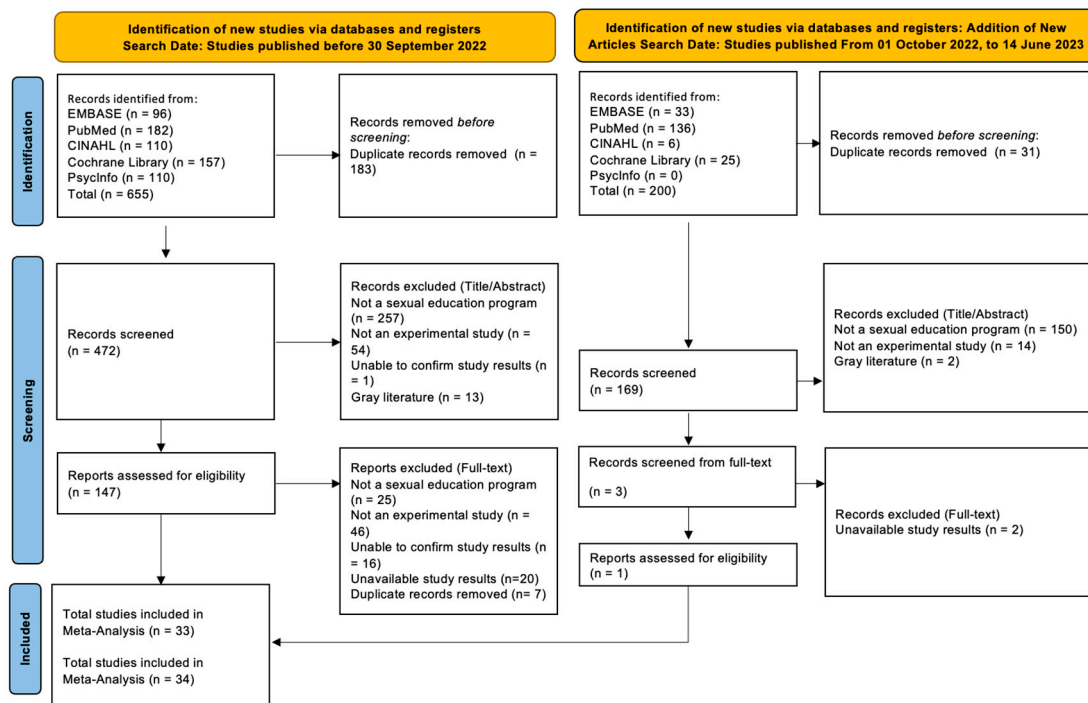 Identification of new studies via databases and registers
Search Date: Studies published before 30 September 2022
Identification of new studies via databases and registers: Addition of New
Articles Search Date: Studies published From 01 October 2022, to 14 June 2023
Identification
Records identified from:
EMBASE (n = 96)
PubMed (n = 182)
CINAHL (n = 110)
Cochrane Library (n = 157)
PsycInfo (n = 110)
Total (n = 655)
Records removed before screening:
Duplicate records removed (n =
183)
Records identified from:
EMBASE (n = 33)
PubMed (n = 136)
CINAHL (n = 6)
Cochrane Library (n = 25)
PsycInfo (n = 0)
Total (n = 200)
Records removed before screening:
Duplicate records removed (n = 31)
Screening
Records screened
(n = 472)
Records excluded (Title/Abstract)
Not a sexual education program
(n = 257)
Not an experimental study (n =
54)
Unable to confirm study results (n
= 1)
Gray literature (n = 13)
Records screened
(n = 169)
Records excluded (Title/Abstract)
Not a sexual education program (n = 150)
Not an experimental study (n = 14)
Gray literature (n = 2)
Reports assessed for eligibility
(n = 147)
Reports excluded (Full-text)
Not a sexual education program
(n = 25)
Not an experimental study (n =
46)
Unable to confirm study results (n
= 16)
Unavailable study results (n=20)
Duplicate records removed (n= 7)
Records screened from full-text
(n = 3)
Records excluded (Full-text)
Unavailable study results (n = 2)
Reports assessed for eligibility
(n = 1)
Included
Total studies included in
Meta-Analysis (n = 33)
Total studies included in
Meta-Analysis (n = 34)